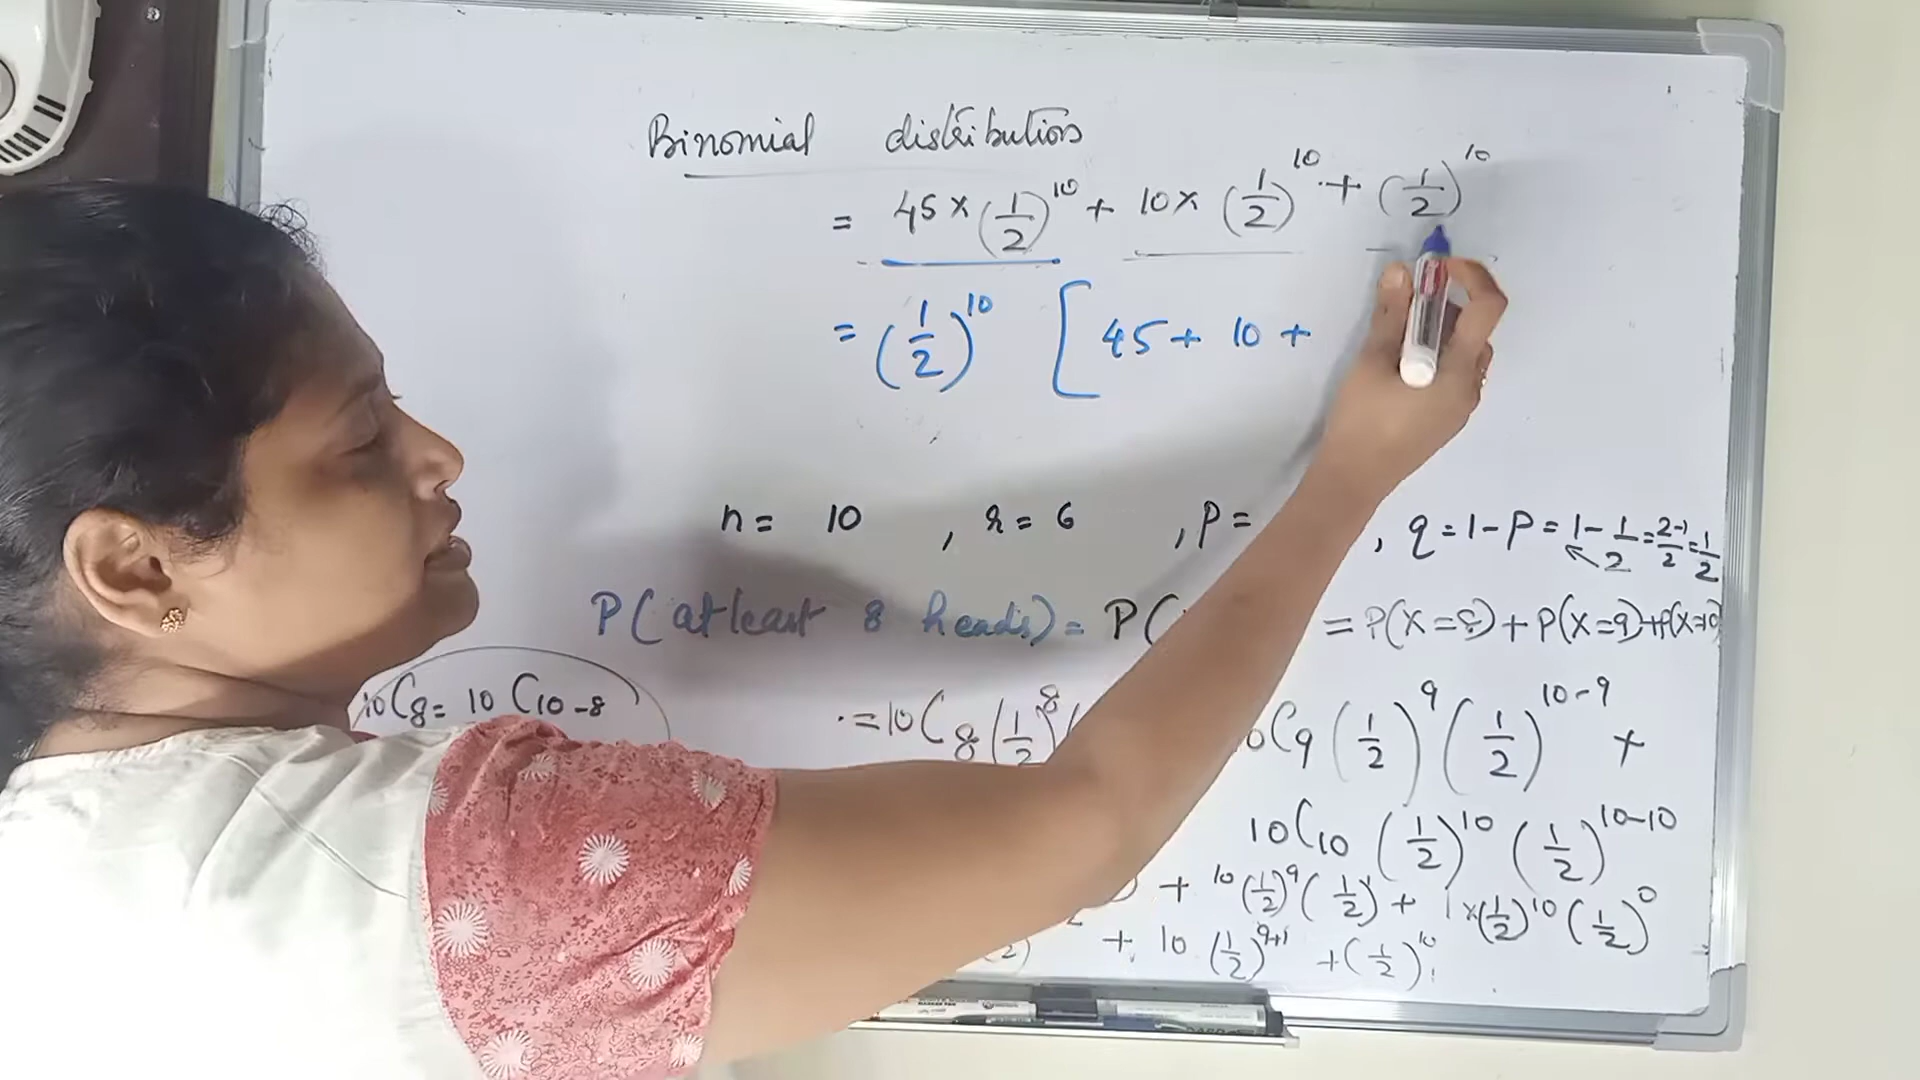 Binomial distribution
= 45 × (1/2)^10 + 10 × (1/2)^10 + (1/2)^10
= (1/2)^10 [ 45 + 10 +
n = 10 , r = 6 , p = , q = 1 - p = 1 - 1/2 = 2-1/2 = 1/2
P(atleast 8 heads) = P( = P(X=8) + P(X=9) + P(X=10)
10C8 = 10C10-8
= 10C8 (1/2)^8 ( 0C9 (1/2)^9 (1/2)^10-9 +
10C10 (1/2)^10 (1/2)^10-10
+ 10 (1/2)^9 (1/2)^1 + 1 × (1/2)^10 (1/2)^0
+ 10 (1/2)^9+1 + (1/2)^10